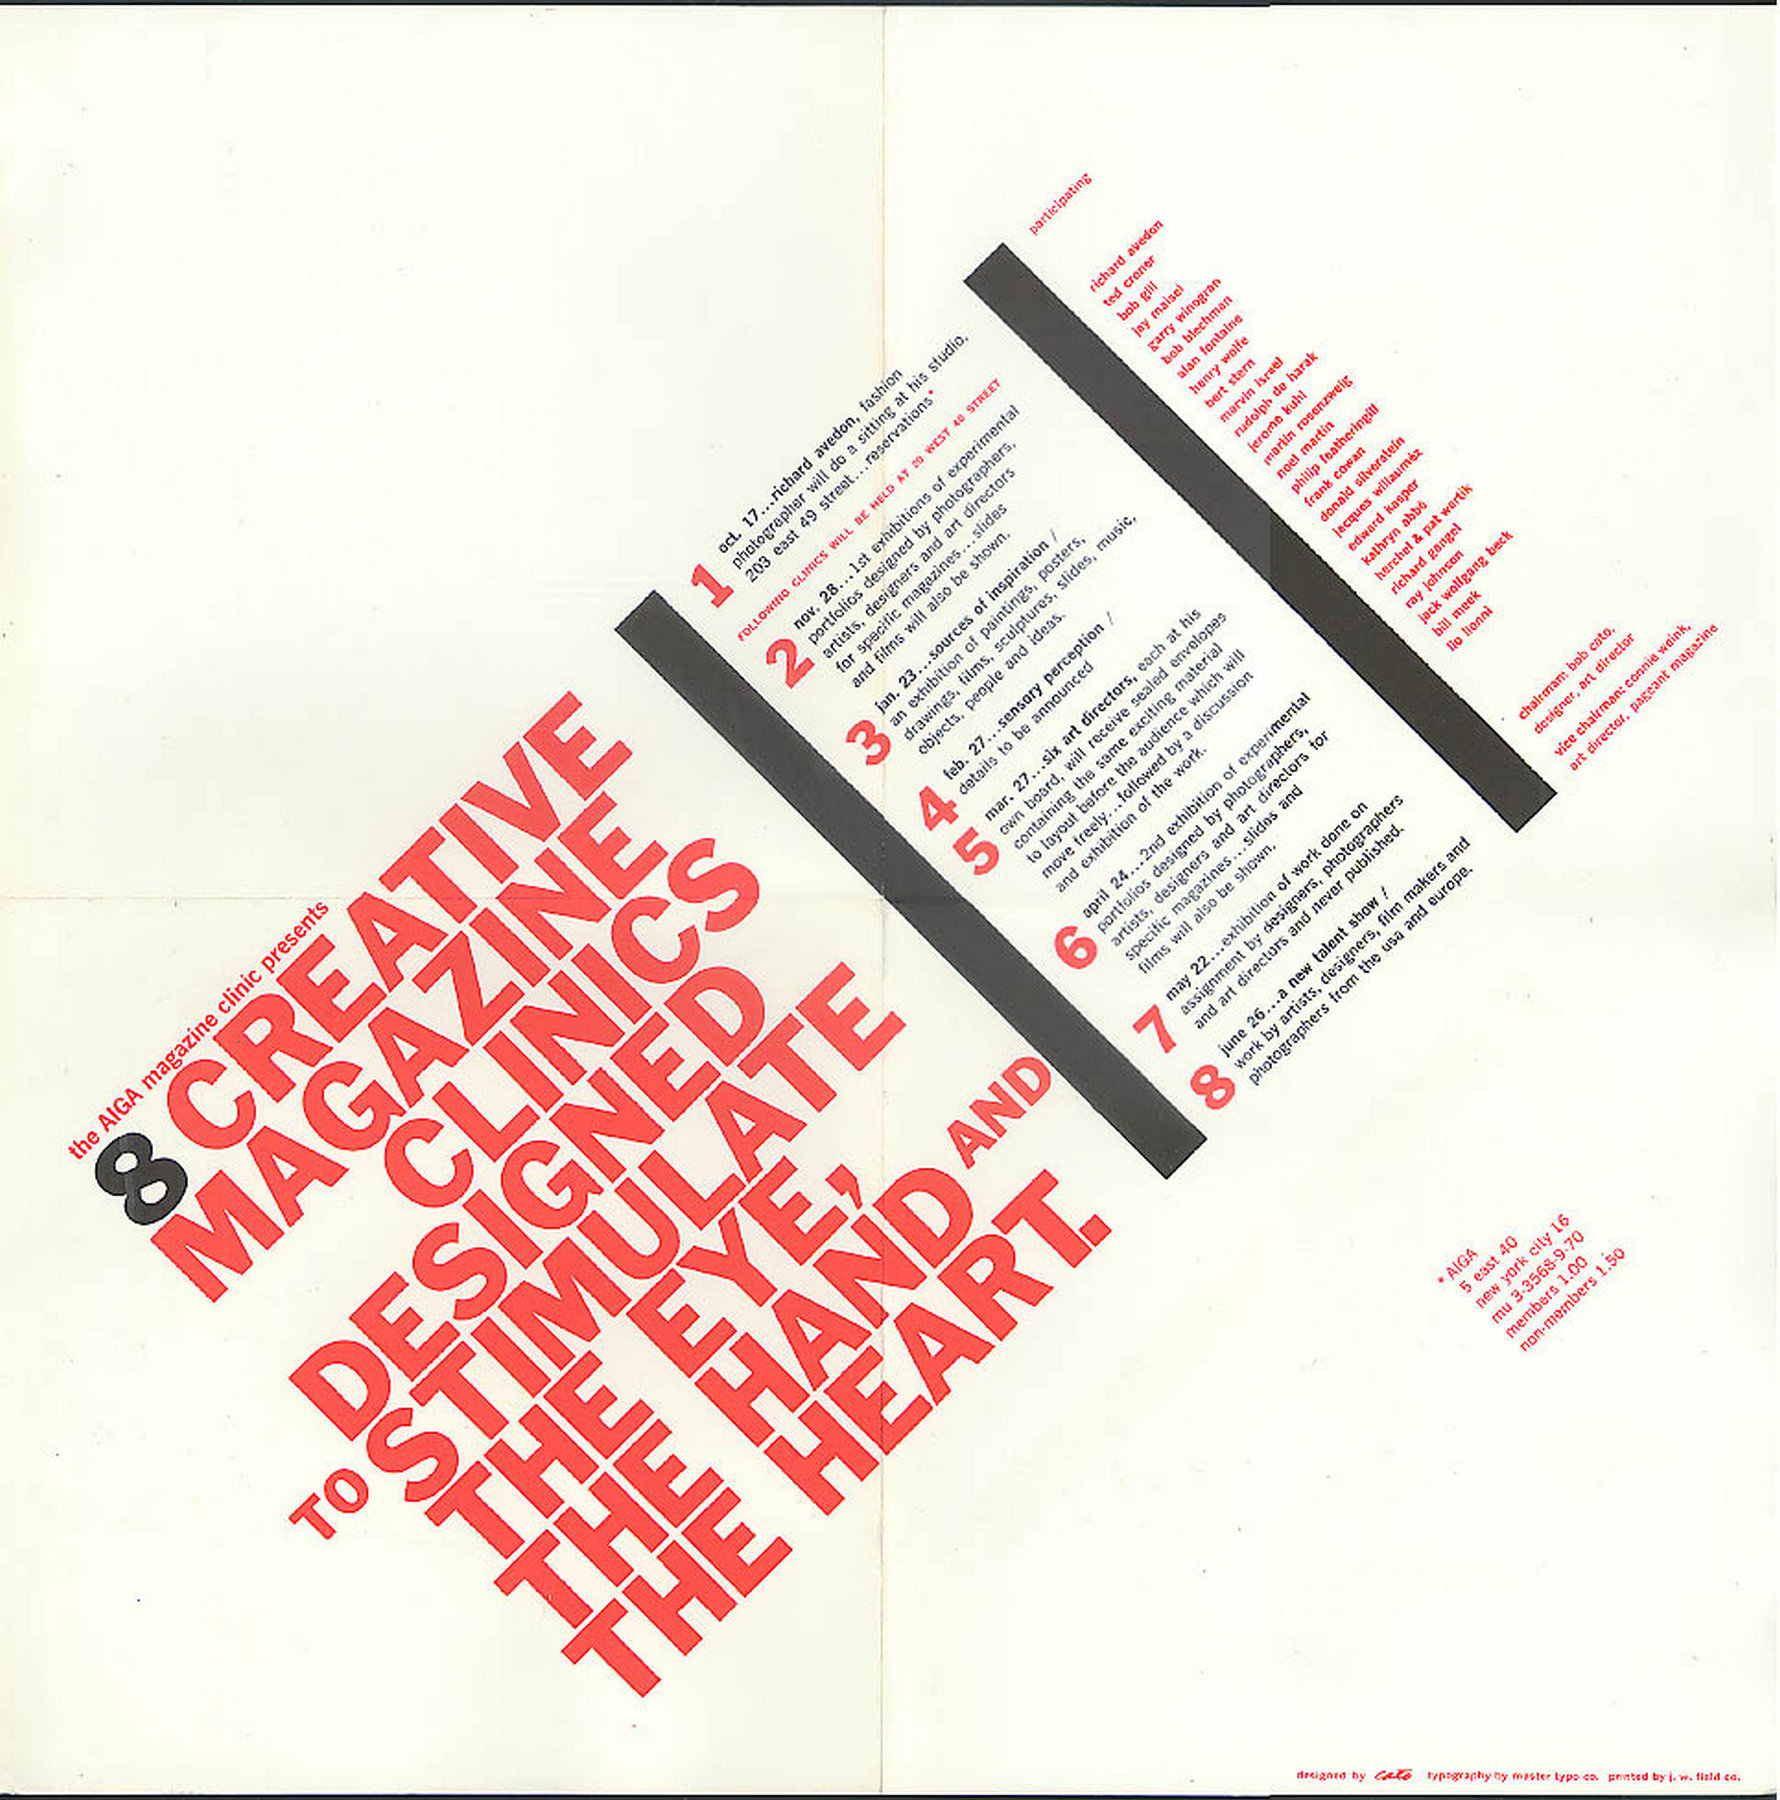 the AIGA magazine clinic presents
8 CREATIVE
MAGAZINE
CLINICS
DESIGNED
TO STIMULATE
THE EYE,
THE HAND AND
THE HEART.
1
oct. 17...richard avedon, fashion
photographer will do a sitting at his studio.
203 east 49 street...reservations*
FOLLOWING CLINICS WILL BE HELD AT 20 WEST 40 STREET
2
nov. 28...1st exhibitions of experimental
portfolios designed by photographers,
artists, designers and art directors
for specific magazines...slides
and films will also be shown.
3
jan. 23...sources of inspiration /
an exhibition of paintings, posters,
drawings, films, sculptures, slides, music,
objects, people and ideas.
4
feb. 27...sensory perception /
details to be announced
5
mar. 27...six art directors, each at his
own board, will receive sealed envelopes
containing the same exciting material
to layout before the audience which will
move freely...followed by a discussion
and exhibition of the work.
6
april 24...2nd exhibition of experimental
portfolios designed by photographers,
artists, designers and art directors for
specific magazines...slides and
films will also be shown.
7
may 22...exhibition of work done on
assignment by designers, photographers
and art directors and never published.
8
june 26...a new talent show /
work by artists, designers, film makers and
photographers from the usa and europe.
participating
richard avedon
ted croner
bob gill
jay maisel
garry winogran
bob blechman
alan fontaine
henry wolfe
bert stern
marvin israel
rudolph de harak
jerome kuhl
martin rosenzweig
noel martin
philip featheringill
frank cowan
donald silverstein
jacques willaumez
edward kasper
kathryn abbé
herchel & pat wartik
richard gangel
ray johnson
jack wolfgang beck
bill meek
lio lionni
chairmam, bob cato,
designer, art director
vice chairman: connie weink,
art director, pageant magazine
* AIGA
5 east 40
new york city 16
mu 3-3568-9-70
members 1.00
non-members 1.50
designed by cato typography by master typo co. printed by j. w. field co.